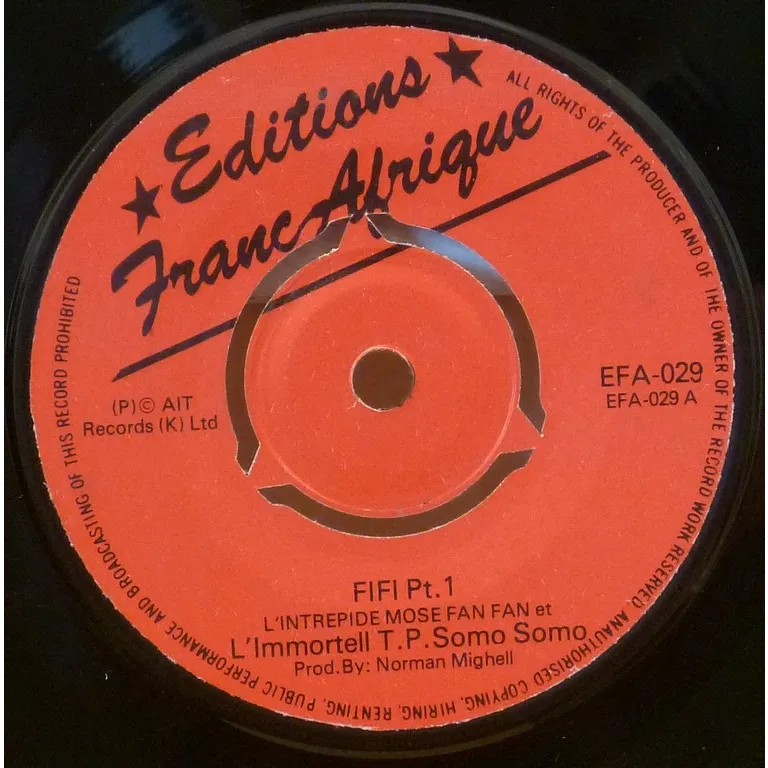 ★ Editions ★
FrancAfrique
ALL RIGHTS OF THE PRODUCER AND OF THE OWNER OF THE RECORD WORK RESERVED. ANAUTHORISED COPYING, HIRING, RENTING, PUBLIC PERFORMANCE AND BROADCASTING OF THIS RECORD PROHIBITED
(P)© AIT
Records (K) Ltd
EFA-029
EFA-029 A
FIFI Pt.1
L'INTREPIDE MOSE FAN FAN et
L'Immortell T.P.Somo Somo
Prod.By: Norman Mighell